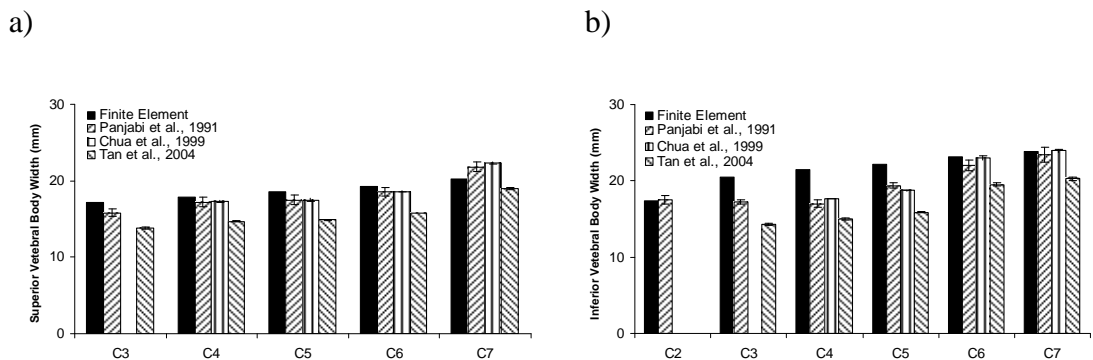 a)
Superior Vetebral Body Width (mm)
30
20
10
0
Finite Element
Panjabi et al., 1991
Chua et al., 1999
Tan et al., 2004
C3 C4 C5 C6 C7
b)
Inferior Vetebral Body Width (mm)
30
20
10
0
Finite Element
Panjabi et al., 1991
Chua et al., 1999
Tan et al., 2004
C2 C3 C4 C5 C6 C7